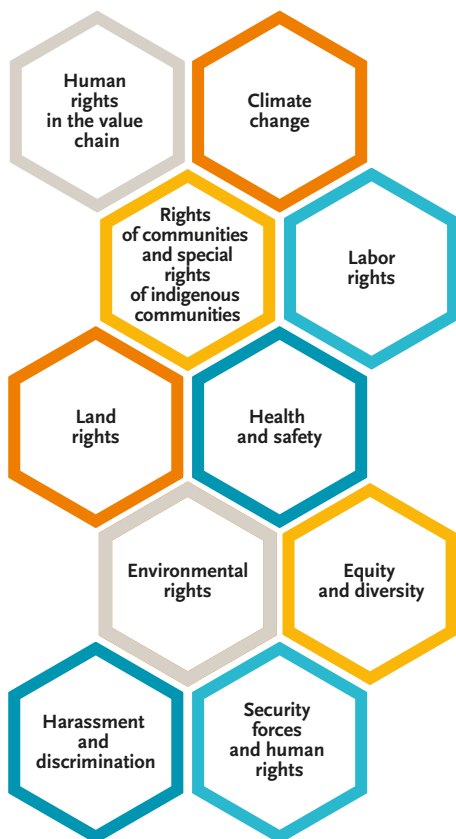 Human
rights
in the value
chain
Climate
change
Rights
of communities
and special
rights
of indigenous
communities
Labor
rights
Land
rights
Health
and safety
Environmental
rights
Equity
and diversity
Harassment
and
discrimination
Security
forces
and human
rights